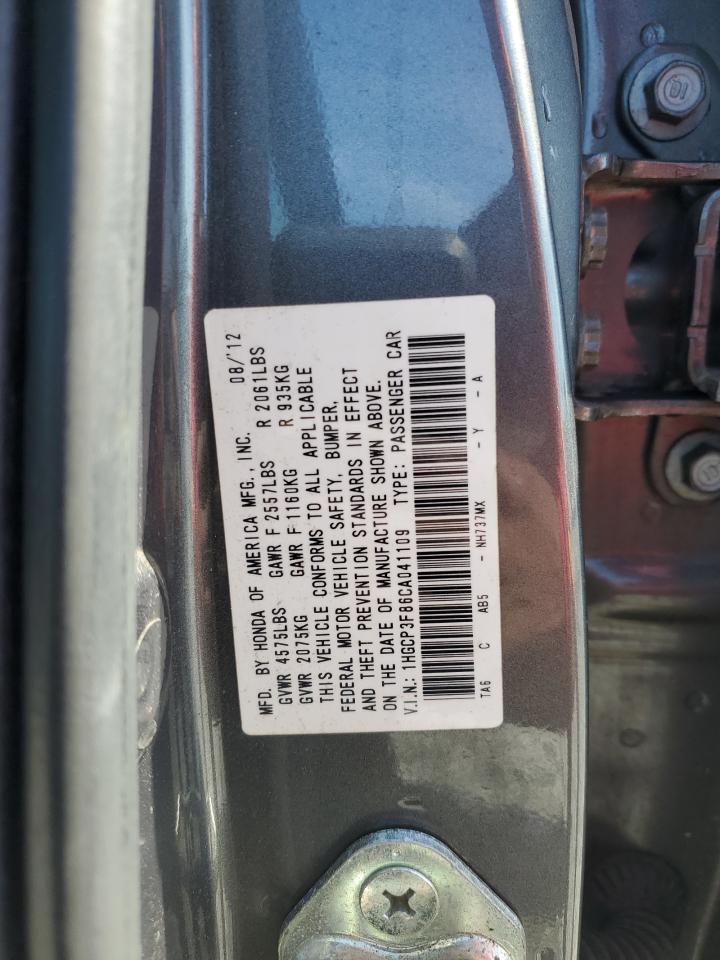 MFD. BY HONDA OF AMERICA MFG., INC. 08/'12
GVWR 4575LBS GAWR F 2557LBS R 2061LBS
GVWR 2075KG GAWR F 1160KG R 935KG
THIS VEHICLE CONFORMS TO ALL APPLICABLE
FEDERAL MOTOR VEHICLE SAFETY, BUMPER,
AND THEFT PREVENTION STANDARDS IN EFFECT
ON THE DATE OF MANUFACTURE SHOWN ABOVE.
V.I.N.: 1HGCP3F86CA041109 TYPE: PASSENGER CAR
TA6 C AB5 - NH737MX - Y - A